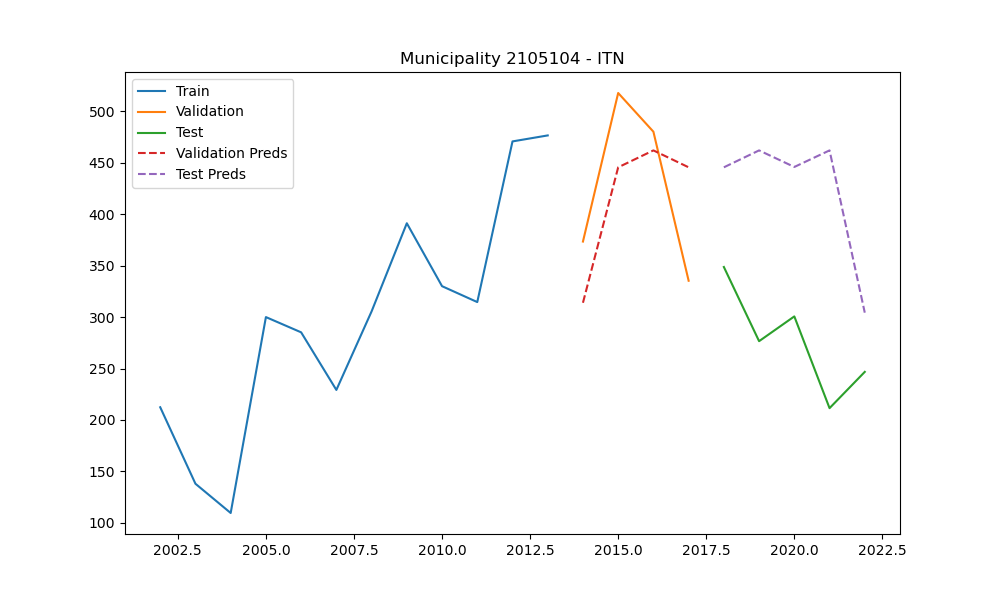 Municipality 2105104 - ITN
Train
Validation
Test
Validation Preds
Test Preds
500
450
400
350
300
250
200
150
100
2002.5 2005.0 2007.5 2010.0 2012.5 2015.0 2017.5 2020.0 2022.5